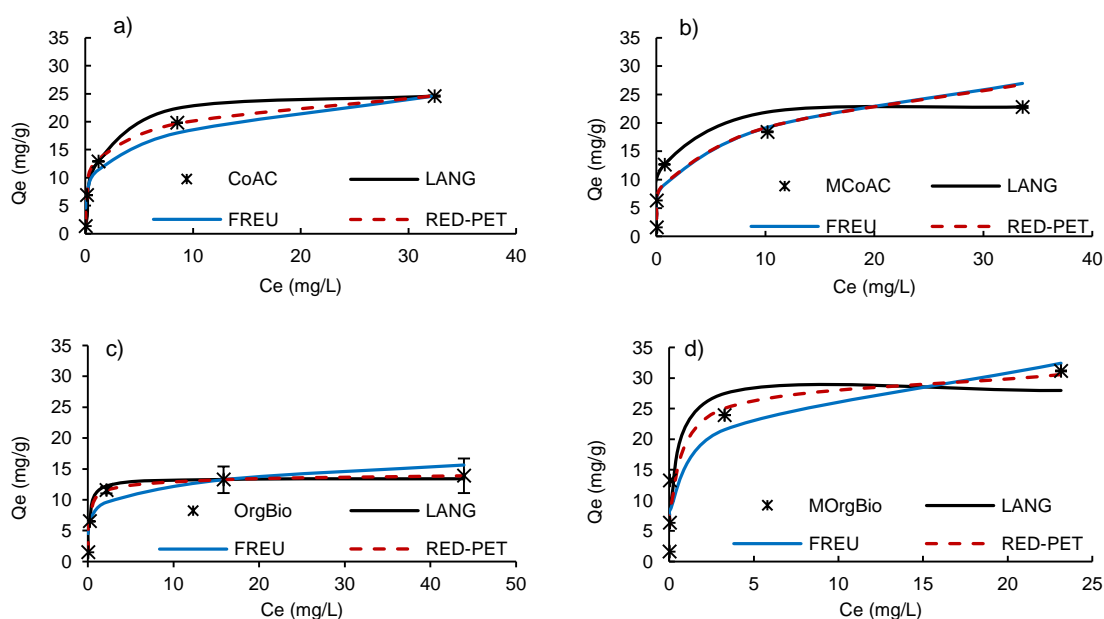 a)
35
30
25
20
15
10
5
0
Qe (mg/g)
CoAC LANG
FREU RED-PET
0 10 20 30 40
Ce (mg/L)
b)
35
30
25
20
15
10
5
0
Qe (mg/g)
MCoAC LANG
FREU RED-PET
0 10 20 30 40
Ce (mg/L)
c)
35
30
25
20
15
10
5
0
Qe (mg/g)
OrgBio LANG
FREU RED-PET
0 10 20 30 40 50
Ce (mg/L)
d)
35
30
25
20
15
10
5
0
Qe (mg/g)
MOrgBio LANG
FREU RED-PET
0 5 10 15 20 25
Ce (mg/L)